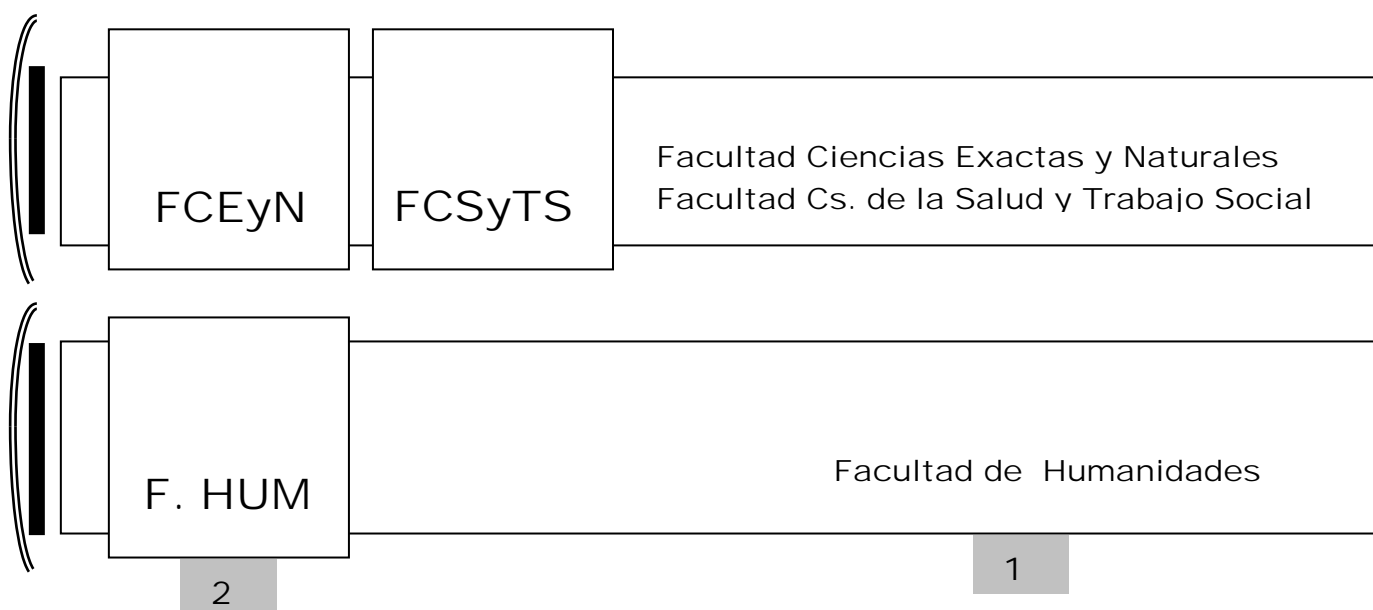 FCEyN
FCSyTS
Facultad Ciencias Exactas y Naturales
Facultad Cs. de la Salud y Trabajo Social
F. HUM
Facultad de Humanidades
2
1